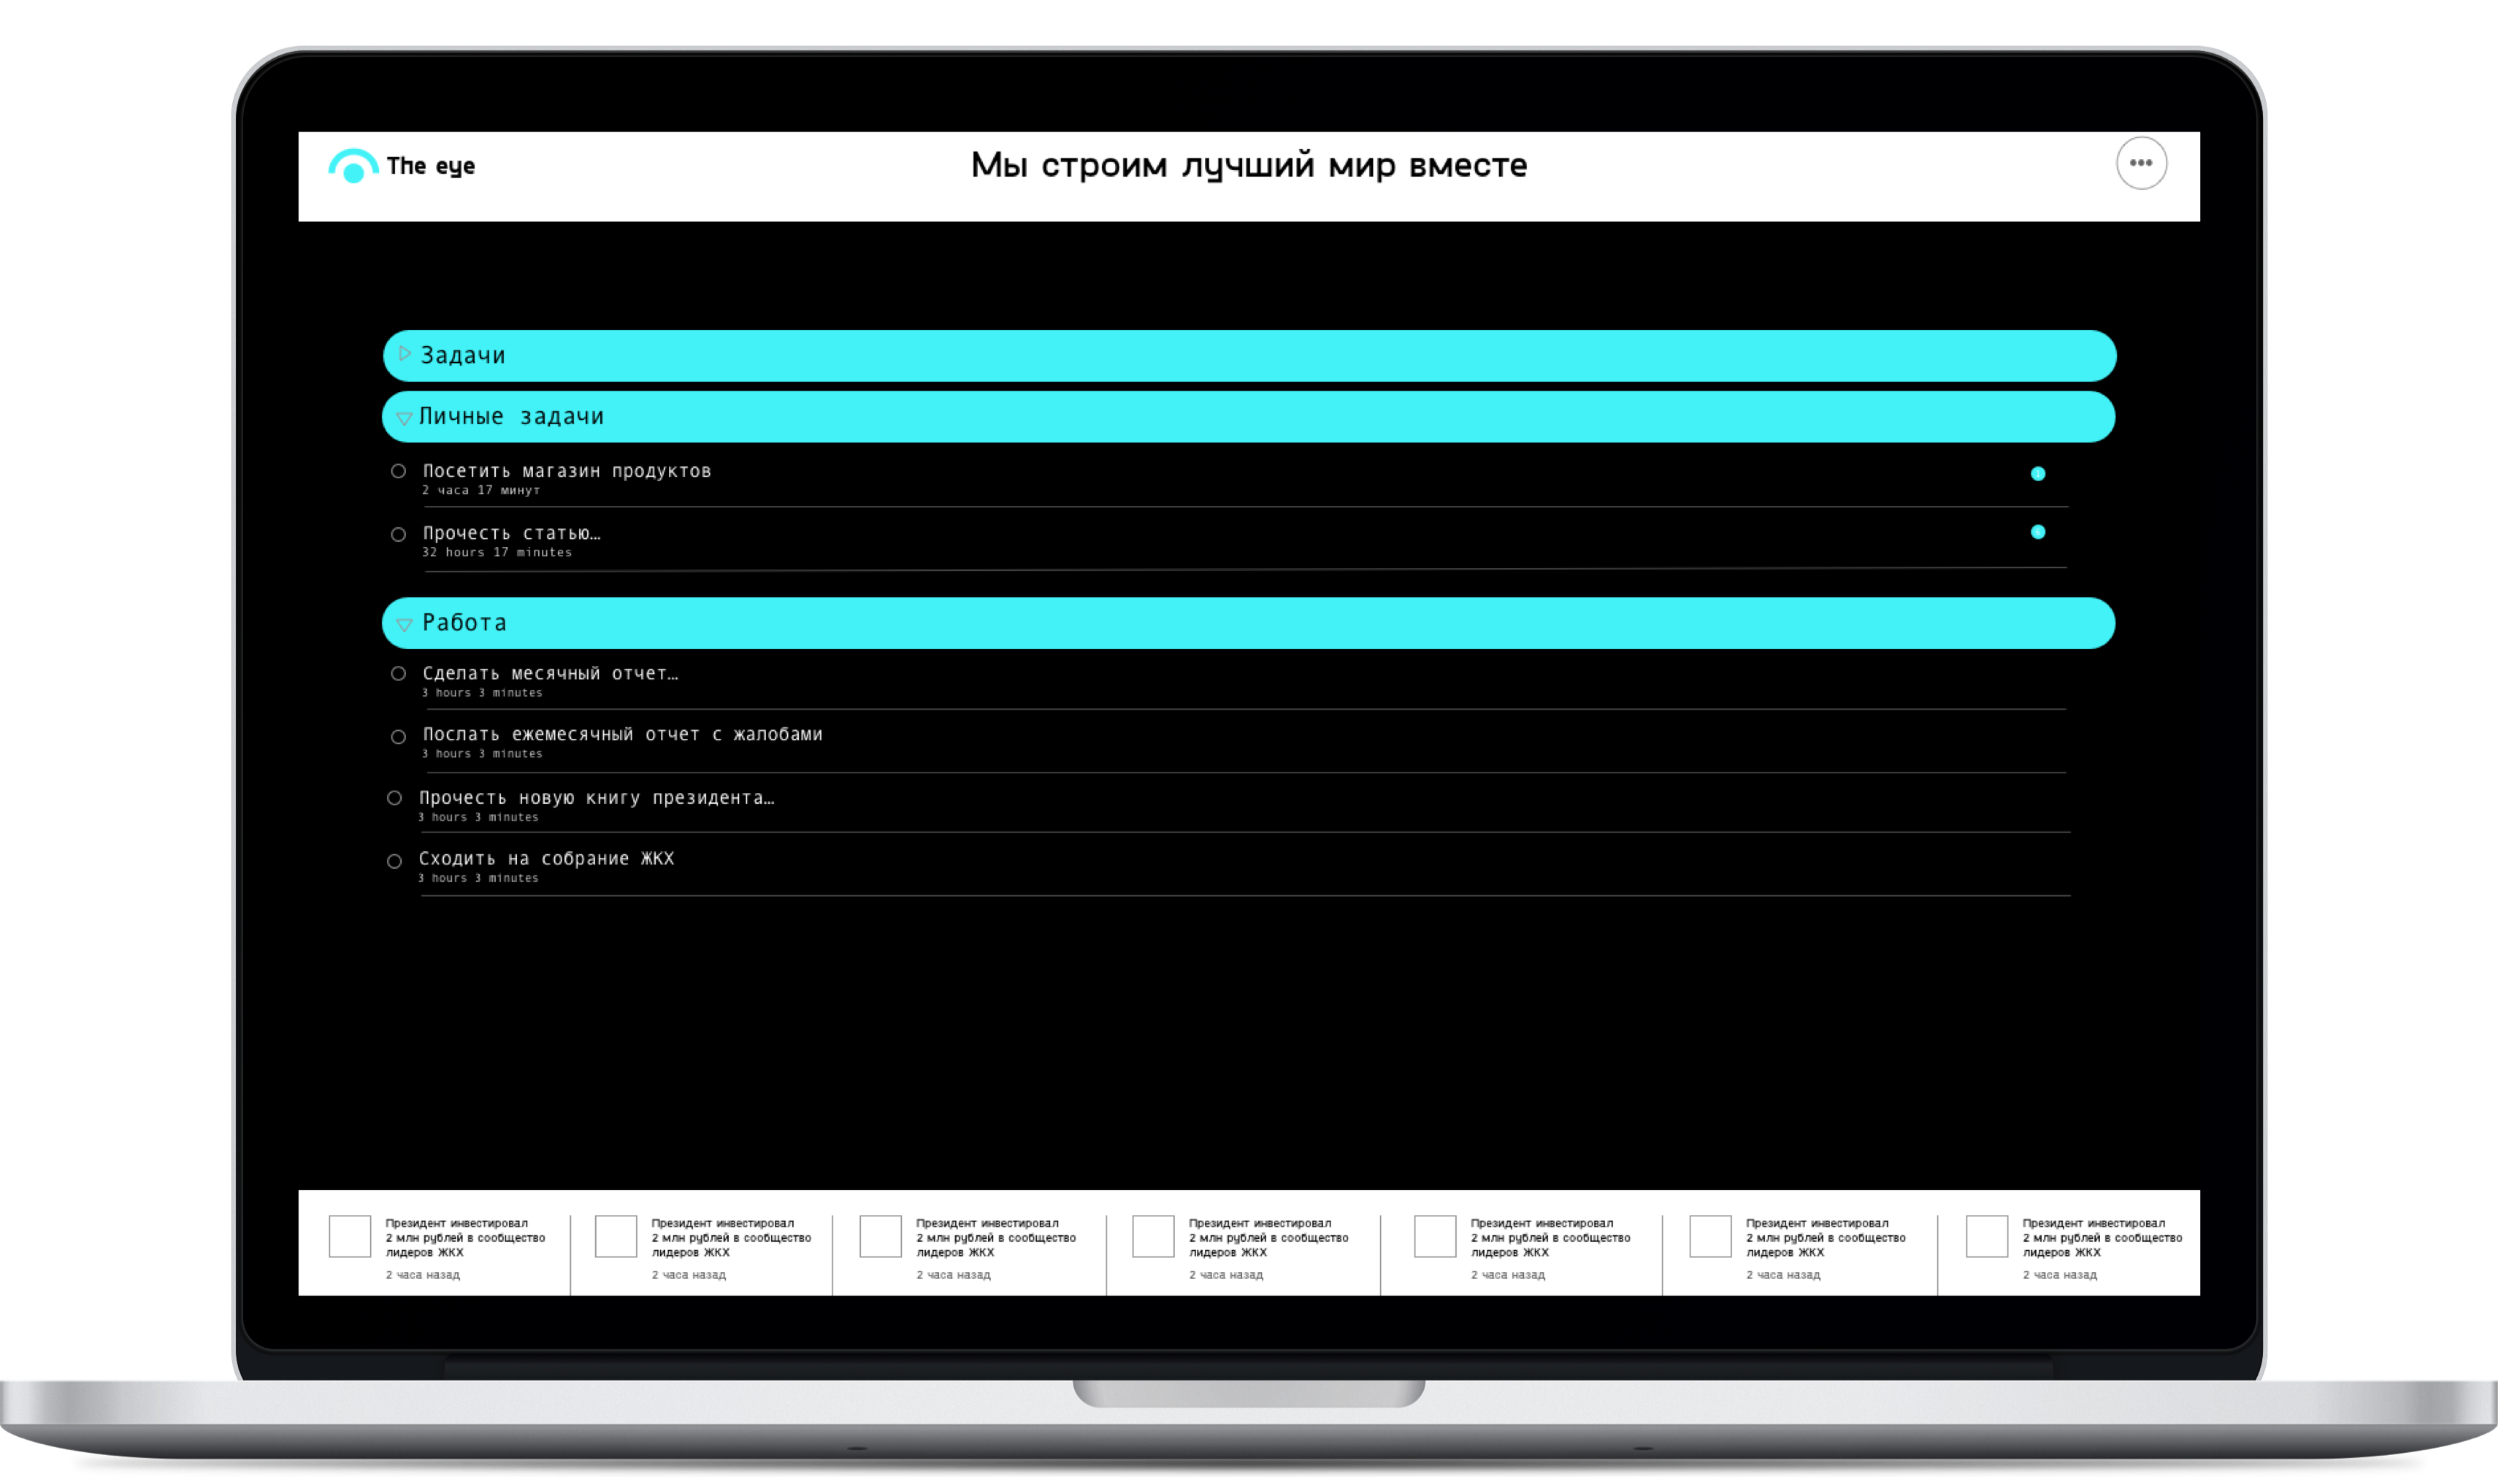 The eye
Мы строим лучший мир вместе
Задачи
Личные задачи
Посетить магазин продуктов
2 часа 17 минут
Прочесть статью…
32 hours 17 minutes
Работа
Сделать месячный отчет…
3 hours 3 minutes
Послать ежемесячный отчет с жалобами
3 hours 3 minutes
Прочесть новую книгу президента…
3 hours 3 minutes
Сходить на собрание ЖКХ
3 hours 3 minutes
Президент инвестировал
2 млн рублей в сообщество
лидеров ЖКХ
2 часа назад
Президент инвестировал
2 млн рублей в сообщество
лидеров ЖКХ
2 часа назад
Президент инвестировал
2 млн рублей в сообщество
лидеров ЖКХ
2 часа назад
Президент инвестировал
2 млн рублей в сообщество
лидеров ЖКХ
2 часа назад
Президент инвестировал
2 млн рублей в сообщество
лидеров ЖКХ
2 часа назад
Президент инвестировал
2 млн рублей в сообщество
лидеров ЖКХ
2 часа назад
Президент инвестировал
2 млн рублей в сообщество
лидеров ЖКХ
2 часа назад